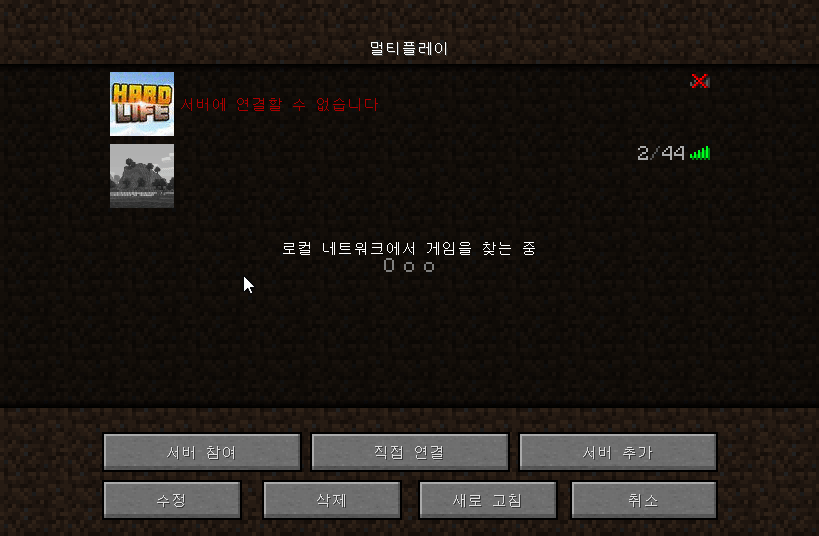 멀티플레이
HARD
LIFE
서버에 연결할 수 없습니다
2/44
로컬 네트워크에서 게임을 찾는 중
O o o
서버 참여
직접 연결
서버 추가
수정
삭제
새로 고침
취소